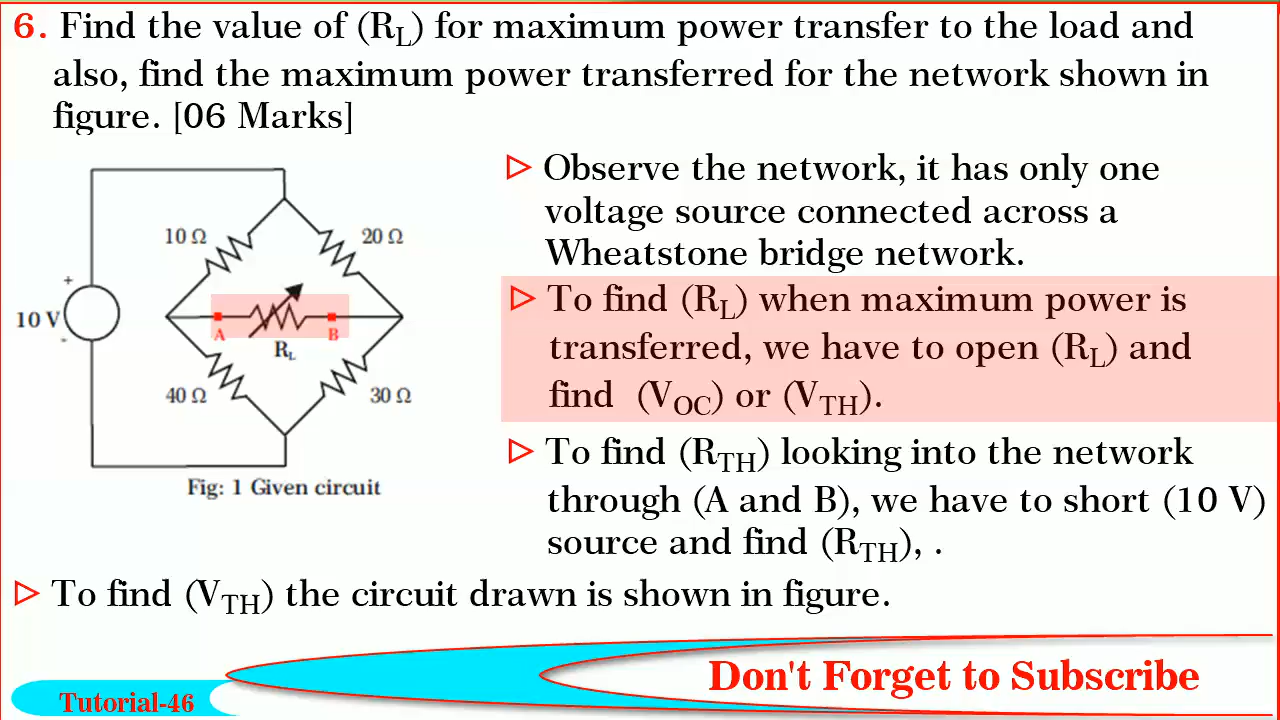 6. Find the value of (RL) for maximum power transfer to the load and
also, find the maximum power transferred for the network shown in
figure. [06 Marks]
10 Ω
20 Ω
+
10 V
-
A
B
RL
40 Ω
30 Ω
Fig: 1 Given circuit
▷ Observe the network, it has only one
voltage source connected across a
Wheatstone bridge network.
▷ To find (RL) when maximum power is
transferred, we have to open (RL) and
find (VOC) or (VTH).
▷ To find (RTH) looking into the network
through (A and B), we have to short (10 V)
source and find (RTH), .
▷ To find (VTH) the circuit drawn is shown in figure.
Don't Forget to Subscribe
Tutorial-46